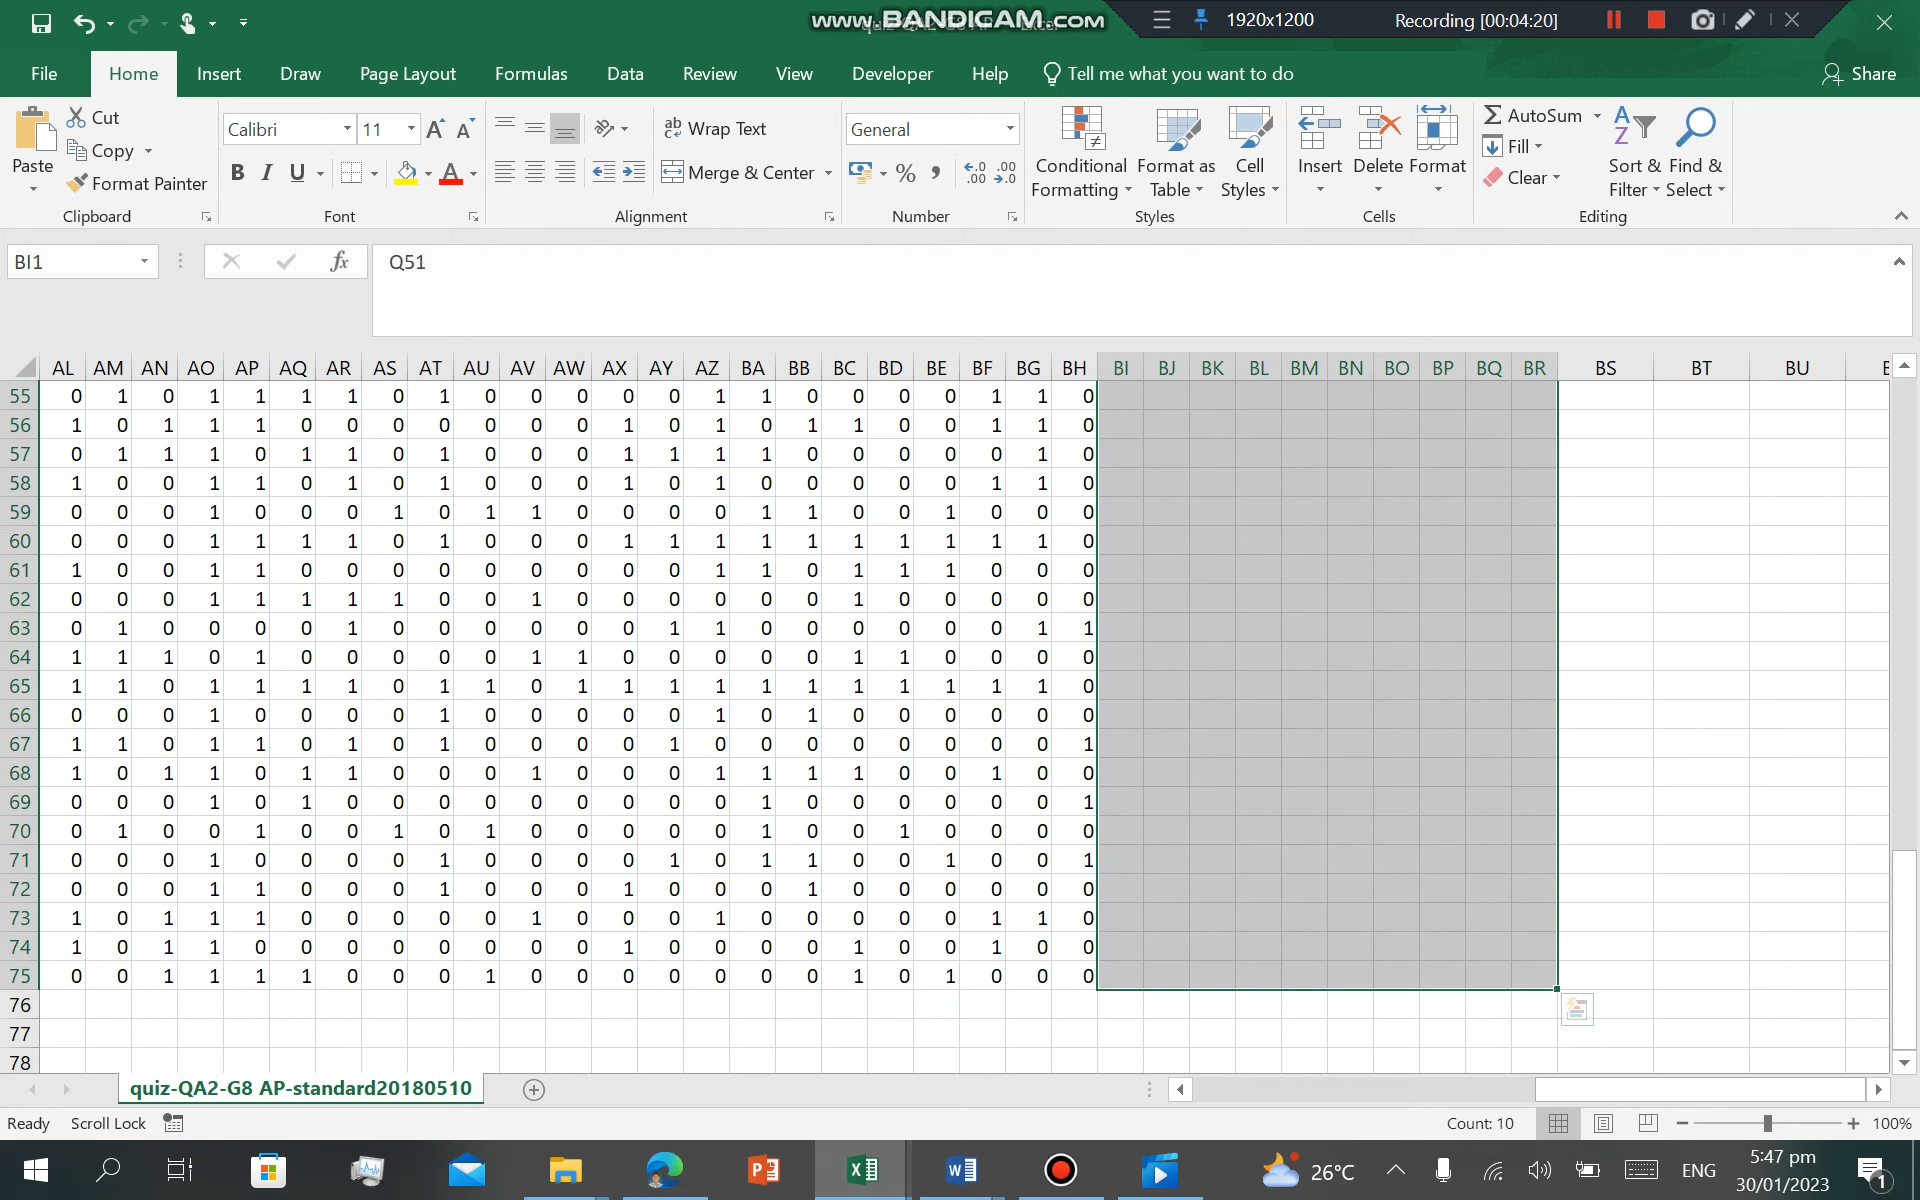 www.BANDICAM.com
1920x1200
Recording [00:04:20]
File Home Insert Draw Page Layout Formulas Data Review View Developer Help Tell me what you want to do Share
Cut
Copy
Format Painter
Paste
Clipboard
Calibri 11
B I U
Font
Wrap Text
Merge & Center
Alignment
General
Number
Conditional Formatting
Format as Table
Cell Styles
Styles
Insert Delete Format
Cells
AutoSum
Fill
Clear
Sort & Filter
Find & Select
Editing
BI1 fx Q51
AL AM AN AO AP AQ AR AS AT AU AV AW AX AY AZ BA BB BC BD BE BF BG BH BI BJ BK BL BM BN BO BP BQ BR BS BT BU
55 0 1 0 1 1 1 1 0 1 0 0 0 0 0 1 1 0 0 0 0 1 1 0
56 1 0 1 1 1 0 0 0 0 0 0 0 1 0 1 0 1 1 0 0 1 1 0
57 0 1 1 1 0 1 1 0 1 0 0 0 1 1 1 1 0 0 0 0 0 1 0
58 1 0 0 1 1 0 1 0 1 0 0 0 1 0 1 0 0 0 0 0 1 1 0
59 0 0 0 1 0 0 0 1 0 1 1 0 0 0 0 1 1 0 0 1 0 0 0
60 0 0 0 1 1 1 1 0 1 0 0 0 1 1 1 1 1 1 1 1 1 1 0
61 1 0 0 1 1 0 0 0 0 0 0 0 0 0 1 1 0 1 1 1 0 0 0
62 0 0 0 1 1 1 1 1 0 0 1 0 0 0 0 0 0 1 0 0 0 0 0
63 0 1 0 0 0 0 1 0 0 0 0 0 0 1 1 0 0 0 0 0 0 1 1
64 1 1 1 0 1 0 0 0 0 0 1 1 0 0 0 0 0 1 1 0 0 0 0
65 1 1 0 1 1 1 1 0 1 1 0 1 1 1 1 1 1 1 1 1 1 1 0
66 0 0 0 1 0 0 0 0 1 0 0 0 0 0 1 0 1 0 0 0 0 0 0
67 1 1 0 1 1 0 1 0 1 0 0 0 0 1 0 0 0 0 0 0 0 0 1
68 1 0 1 1 0 1 1 0 0 0 1 0 0 0 1 1 1 1 0 0 1 0 0
69 0 0 0 1 0 1 0 0 0 0 0 0 0 0 0 1 0 0 0 0 0 0 1
70 0 1 0 0 1 0 0 1 0 1 0 0 0 0 0 1 0 0 1 0 0 0 0
71 0 0 0 1 0 0 0 0 1 0 0 0 0 1 0 1 1 0 0 1 0 0 1
72 0 0 0 1 1 0 0 0 1 0 0 0 1 0 0 0 1 0 0 0 0 0 0
73 1 0 1 1 1 0 0 0 0 0 1 0 0 0 1 0 0 0 0 0 1 1 0
74 1 0 1 1 0 0 0 0 0 0 0 0 1 0 0 0 0 1 0 0 1 0 0
75 0 0 1 1 1 1 0 0 0 1 0 0 0 0 0 0 0 1 0 1 0 0 0
76
77
78
quiz-QA2-G8 AP-standard20180510
Ready Scroll Lock Count: 10 100%
26°C ENG 5:47 pm
30/01/2023
1